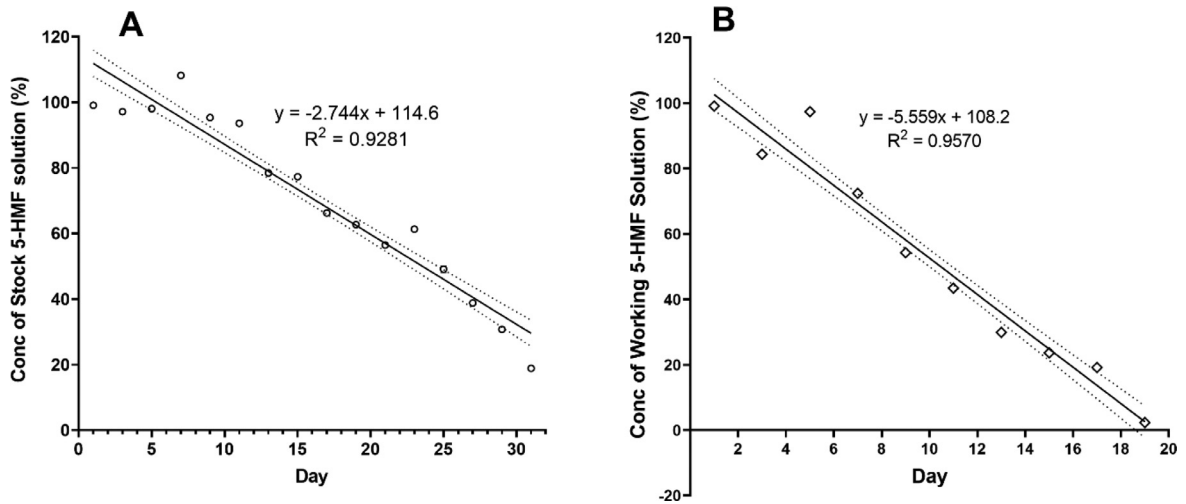 A
Conc of Stock 5-HMF solution (%)
120
100
80
60
40
20
0
y = -2.744x + 114.6
R² = 0.9281
0 5 10 15 20 25 30
Day
B
Conc of Working 5-HMF Solution (%)
120
100
80
60
40
20
0
-20
y = -5.559x + 108.2
R² = 0.9570
2 4 6 8 10 12 14 16 18 20
Day